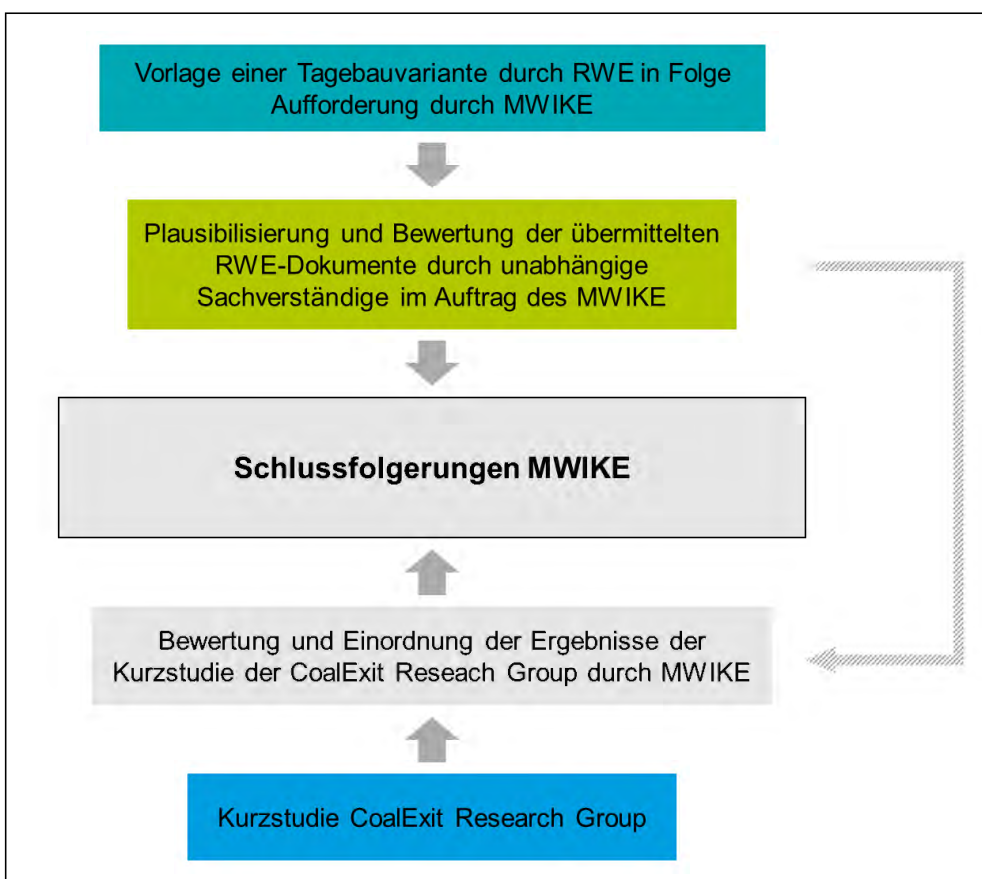 Vorlage einer Tagebauvariante durch RWE in Folge
Aufforderung durch MWIKE
Plausibilisierung und Bewertung der übermittelten
RWE-Dokumente durch unabhängige
Sachverständige im Auftrag des MWIKE
Schlussfolgerungen MWIKE
Bewertung und Einordnung der Ergebnisse der
Kurzstudie der CoalExit Reseach Group durch MWIKE
Kurzstudie CoalExit Research Group